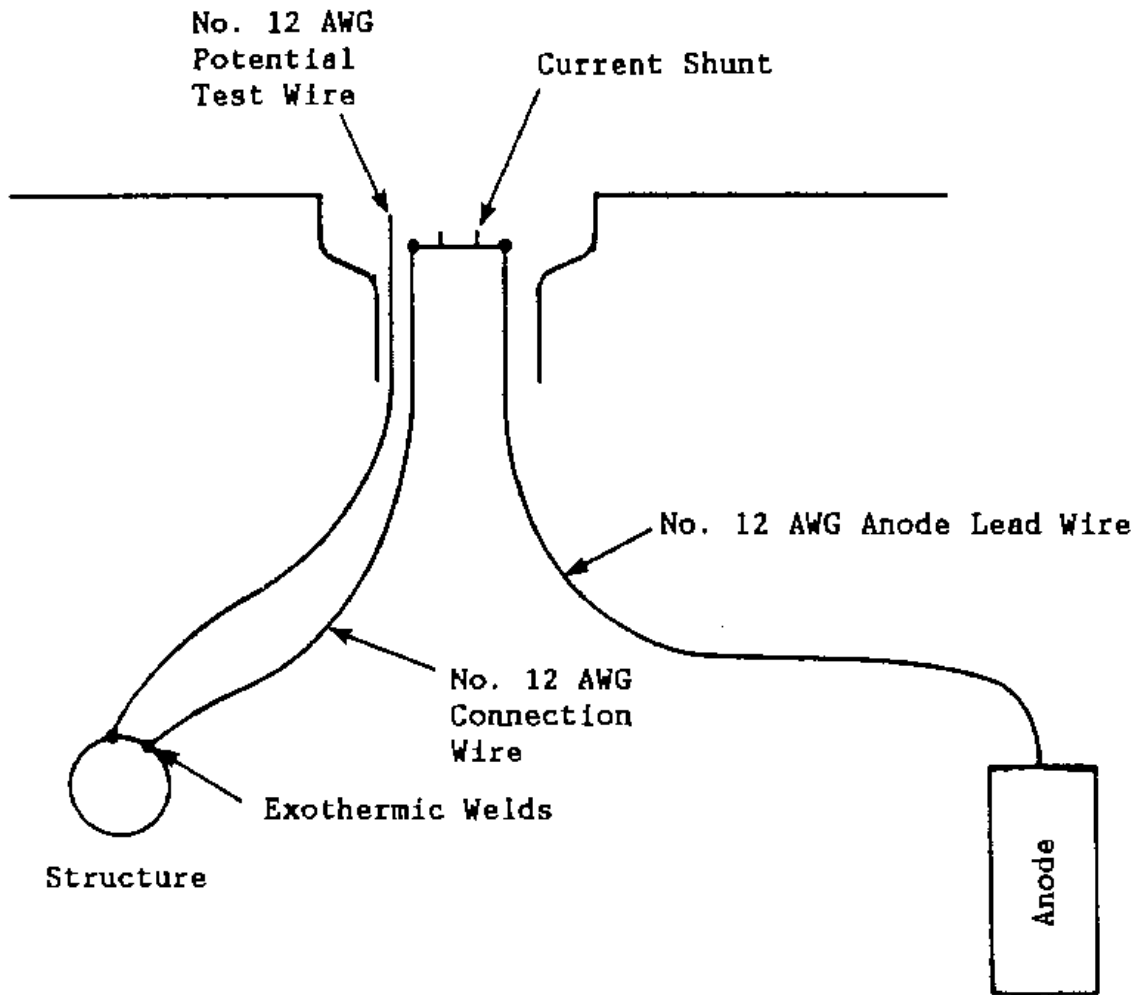 No. 12 AWG
Potential
Test Wire
Current Shunt
No. 12 AWG Anode Lead Wire
No. 12 AWG
Connection
Wire
Exothermic Welds
Structure
Anode